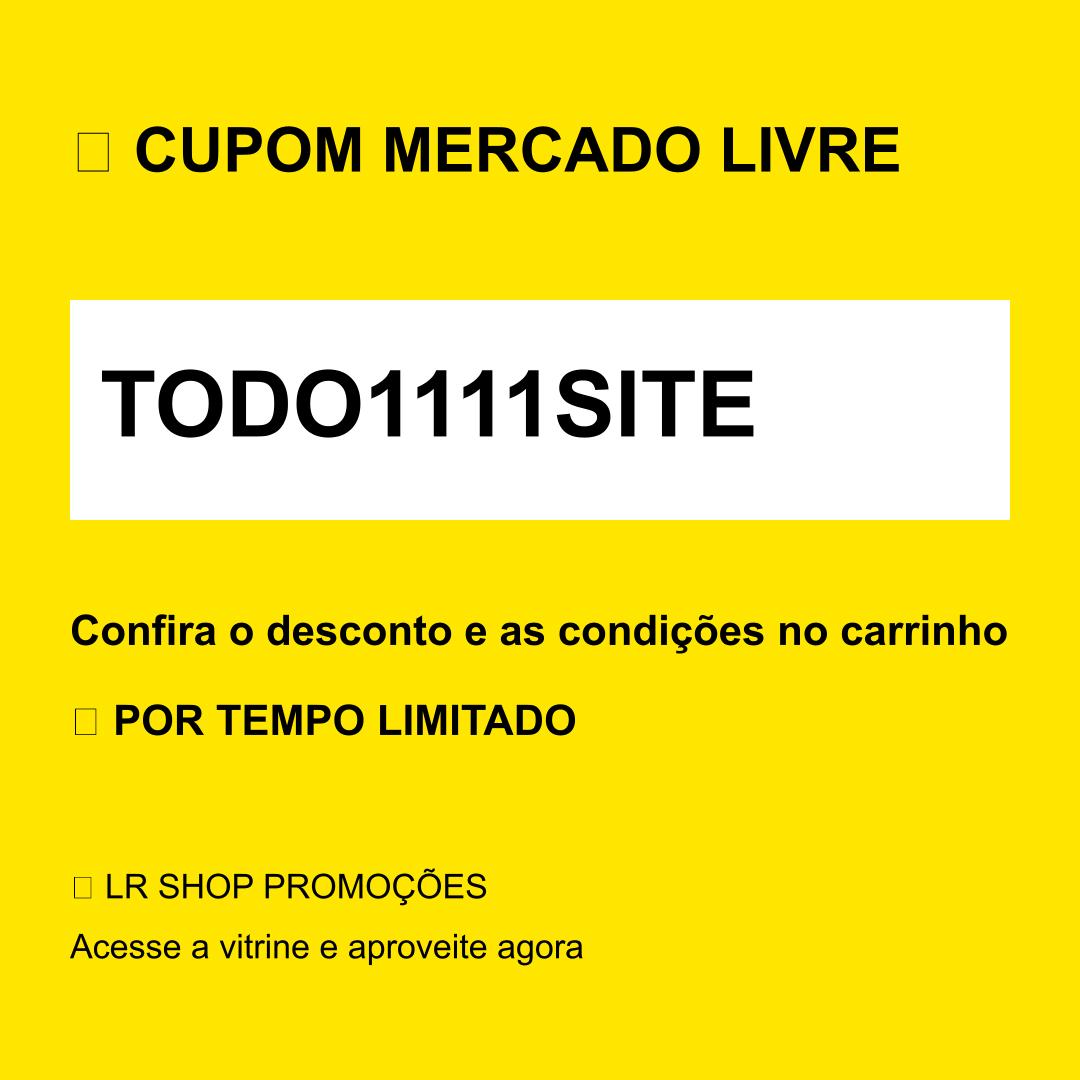 CUPOM MERCADO LIVRE
TODO1111SITE
Confira o desconto e as condições no carrinho
POR TEMPO LIMITADO
LR SHOP PROMOÇÕES
Acesse a vitrine e aproveite agora